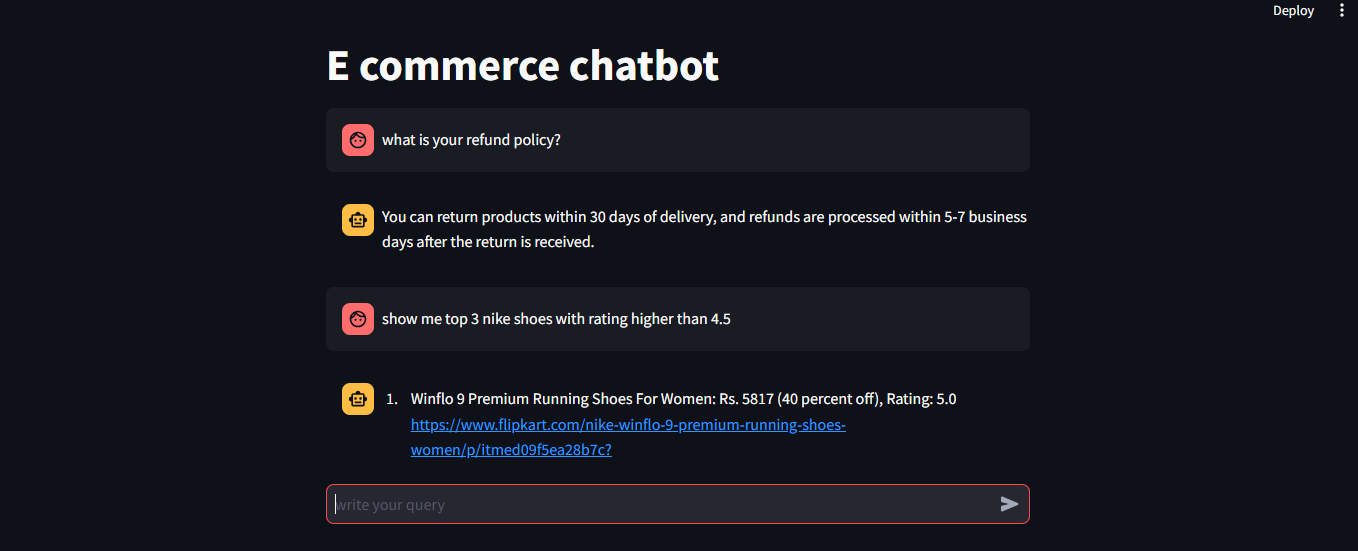 Deploy
E commerce chatbot
what is your refund policy?
You can return products within 30 days of delivery, and refunds are processed within 5-7 business
days after the return is received.
show me top 3 nike shoes with rating higher than 4.5
1. Winflo 9 Premium Running Shoes For Women: Rs. 5817 (40 percent off), Rating: 5.0
https://www.flipkart.com/nike-winflo-9-premium-running-shoes-
women/p/itmed09f5ea28b7c?
write your query